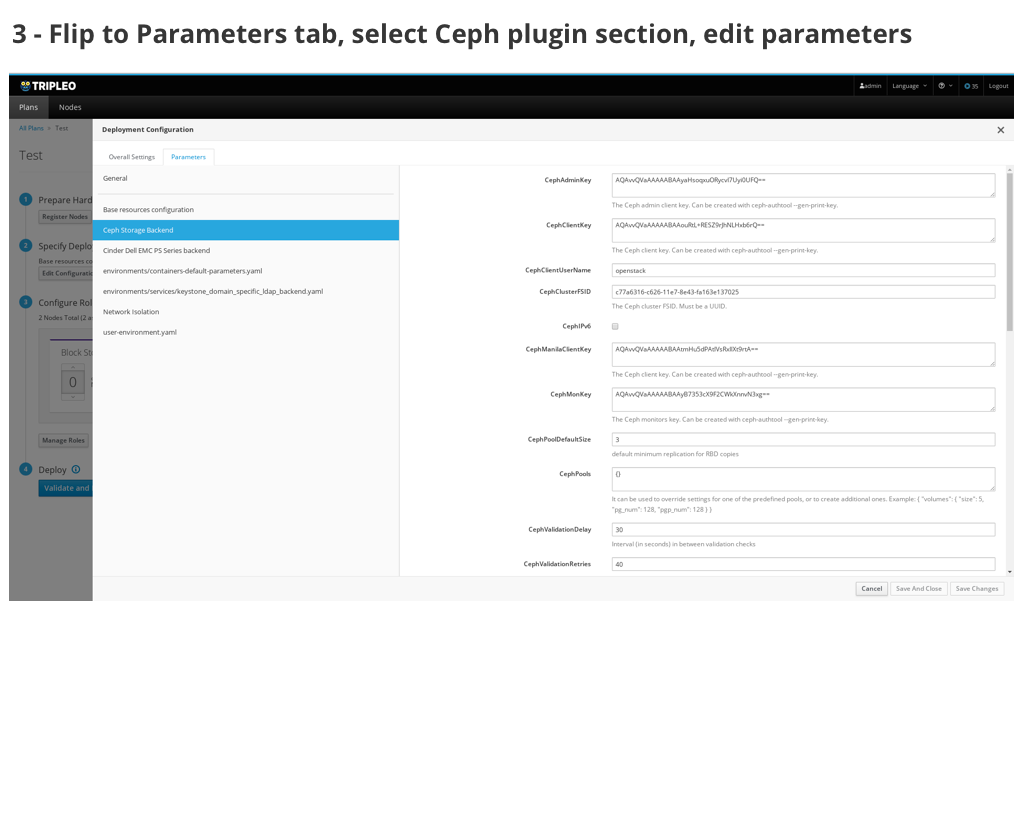 3 - Flip to Parameters tab, select Ceph plugin section, edit parameters
TRIPLEO
admin
Language
35
Logout
Plans
Nodes
All Plans » Test
Test
1
Prepare Hard
Register Nodes
2
Specify Deplo
Base resources co
Edit Configuratio
3
Configure Rol
2 Nodes Total (2 a
Block Sto
0
Manage Roles
4
Deploy
Validate and
Deployment Configuration
Overall Settings
Parameters
General
Base resources configuration
Ceph Storage Backend
Cinder Dell EMC PS Series backend
environments/containers-default-parameters.yaml
environments/services/keystone_domain_specific_ldap_backend.yaml
Network Isolation
user-environment.yaml
CephAdminKey
The Ceph admin client key. Can be created with ceph-authtool --gen-print-key.
CephClientKey
The Ceph client key. Can be created with ceph-authtool --gen-print-key.
CephClientUserName
openstack
CephClusterFSID
c77a6316-c626-11e7-8e43-fa163e137025
The Ceph cluster FSID. Must be a UUID.
CephIPv6
CephManilaClientKey
The Ceph client key. Can be created with ceph-authtool --gen-print-key.
CephMonKey
The Ceph monitors key. Can be created with ceph-authtool --gen-print-key.
CephPoolDefaultSize
3
default minimum replication for RBD copies
CephPools
{}
It can be used to override settings for one of the predefined pools, or to create additional ones. Example: { "volumes": { "size": 5,
"pg_num": 128, "pgp_num": 128 } }
CephValidationDelay
30
Interval (in seconds) in between validation checks
CephValidationRetries
40
Cancel
Save And Close
Save Changes